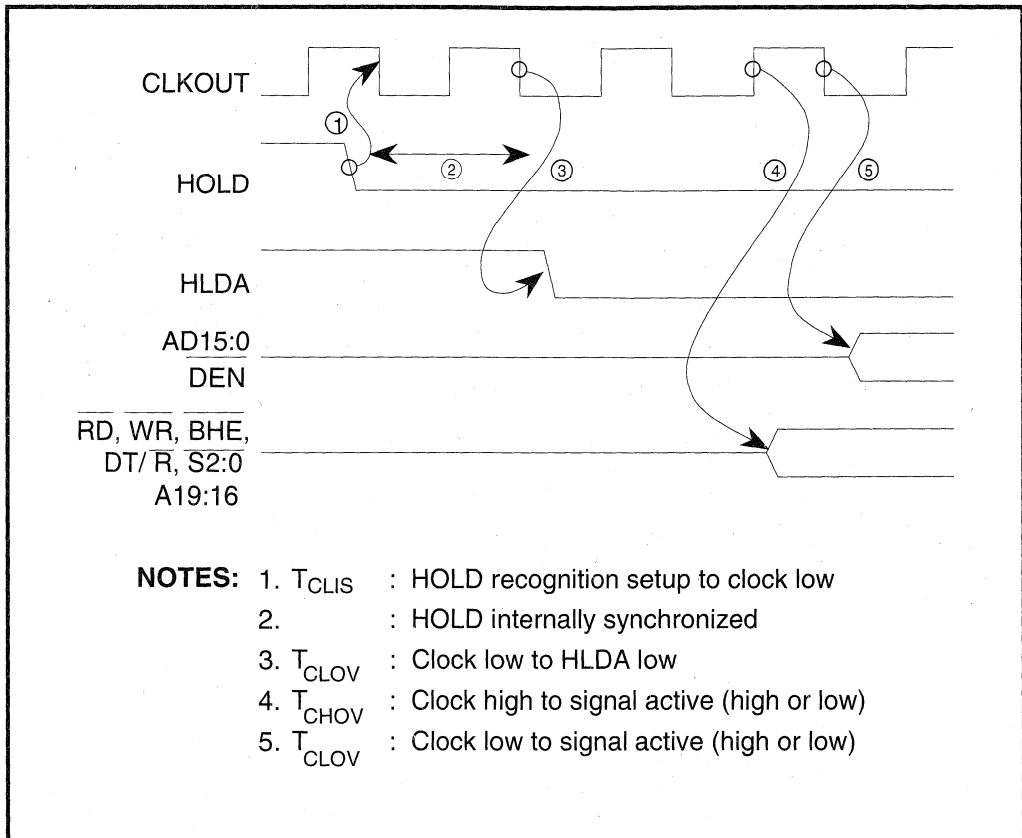 CLKOUT
①
HOLD
② ③ ④ ⑤
HLDA
AD15:0
DEN
RD, WR, BHE,
DT/ R, S2:0
A19:16
NOTES: 1. TCLIS : HOLD recognition setup to clock low
2. : HOLD internally synchronized
3. TCLOV : Clock low to HLDA low
4. TCHOV : Clock high to signal active (high or low)
5. TCLOV : Clock low to signal active (high or low)